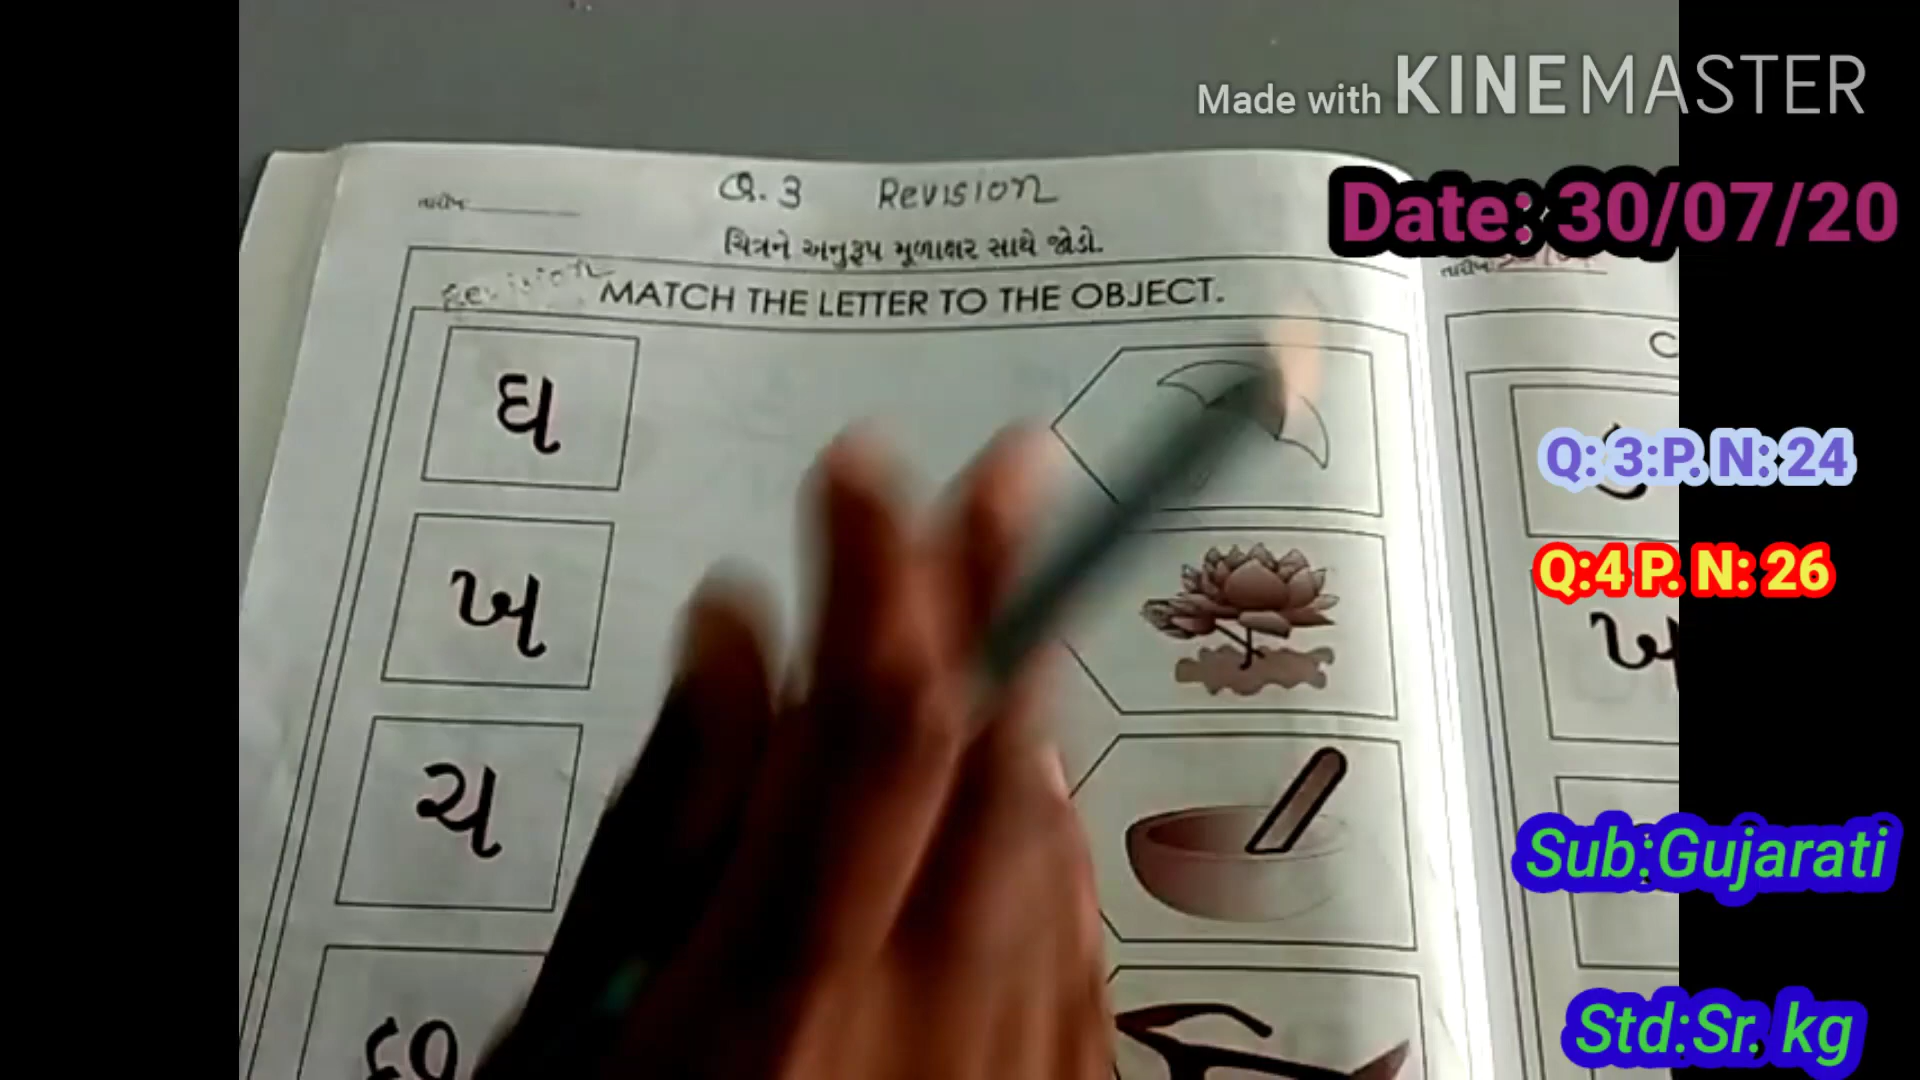 Made with KINEMASTER
Date: 30/07/20
તારીખ
Q. 3 Revision
ચિત્રને અનુરૂપ મૂળાક્ષર સાથે જોડો.
Revision
MATCH THE LETTER TO THE OBJECT.
ઘ
ખ
ચ
છ
તારીખ
C
ખ
Q: 3:P. N: 24
Q:4 P. N: 26
Sub:Gujarati
Std:Sr. kg